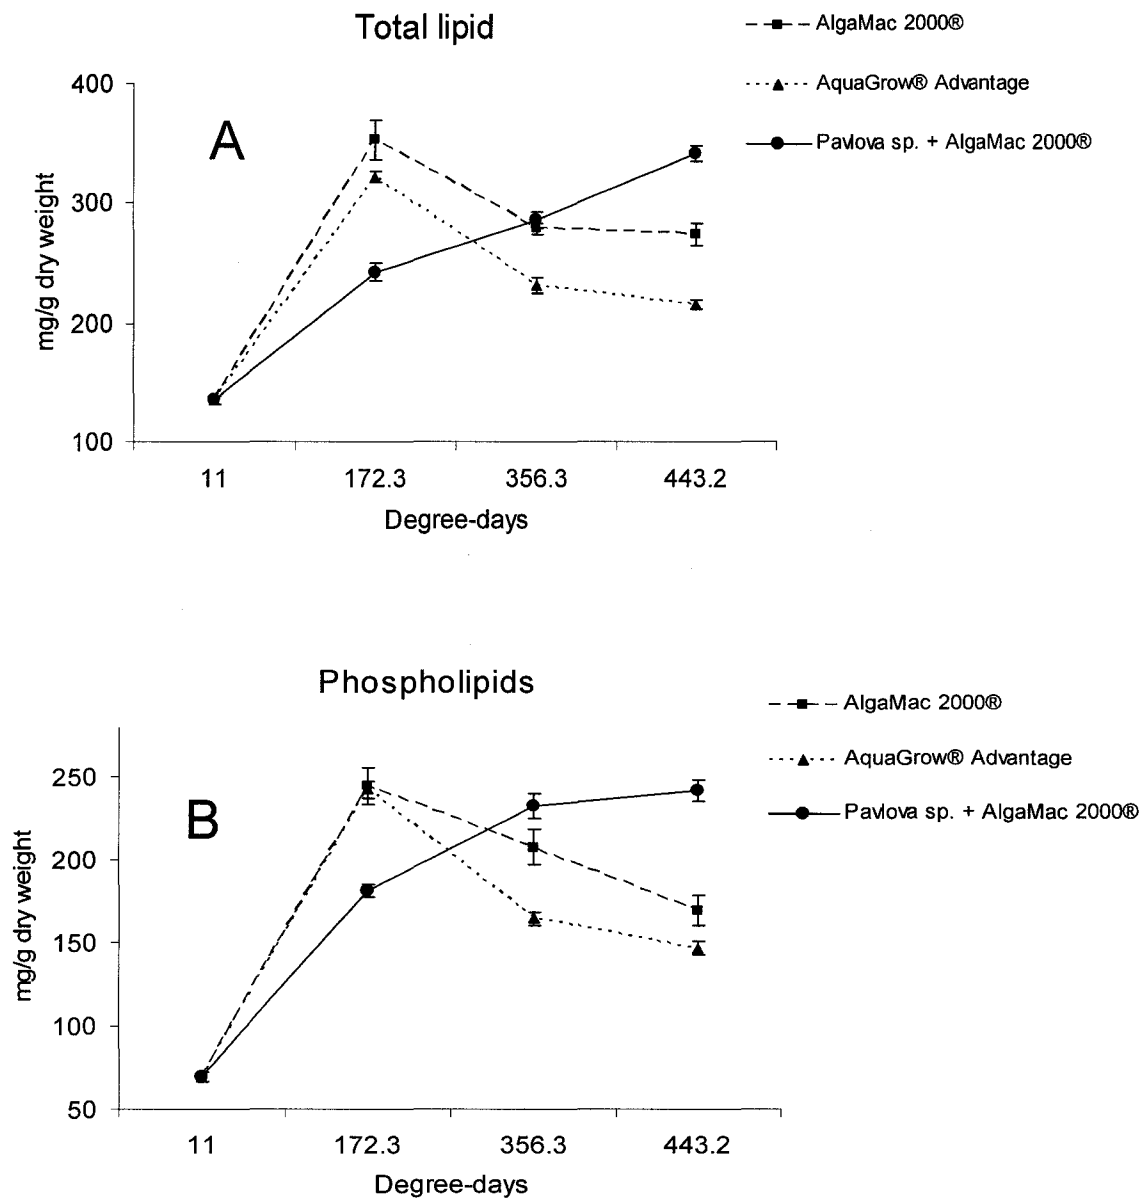 Total lipid
AlgaMac 2000®
AquaGrow® Advantage
Pavlova sp. + AlgaMac 2000®
A
mg/g dry weight
400
300
200
100
11 172.3 356.3 443.2
Degree-days
Phospholipids
AlgaMac 2000®
AquaGrow® Advantage
Pavlova sp. + AlgaMac 2000®
B
mg/g dry weight
250
200
150
100
50
11 172.3 356.3 443.2
Degree-days